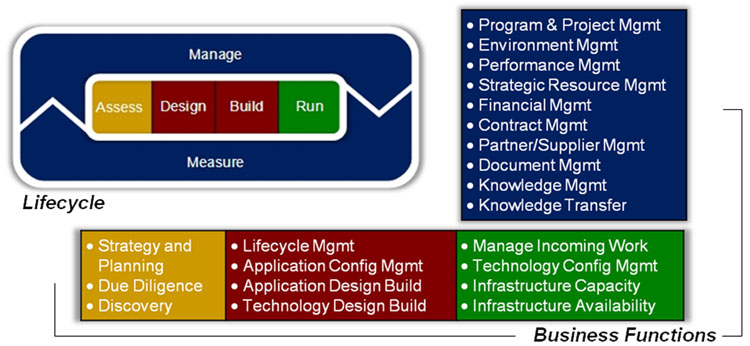 Manage
Assess
Design
Build
Run
Measure
Lifecycle
• Program & Project Mgmt
• Environment Mgmt
• Performance Mgmt
• Strategic Resource Mgmt
• Financial Mgmt
• Contract Mgmt
• Partner/Supplier Mgmt
• Document Mgmt
• Knowledge Mgmt
• Knowledge Transfer
• Strategy and
Planning
• Due Diligence
• Discovery
• Lifecycle Mgmt
• Application Config Mgmt
• Application Design Build
• Technology Design Build
• Manage Incoming Work
• Technology Config Mgmt
• Infrastructure Capacity
• Infrastructure Availability
Business Functions